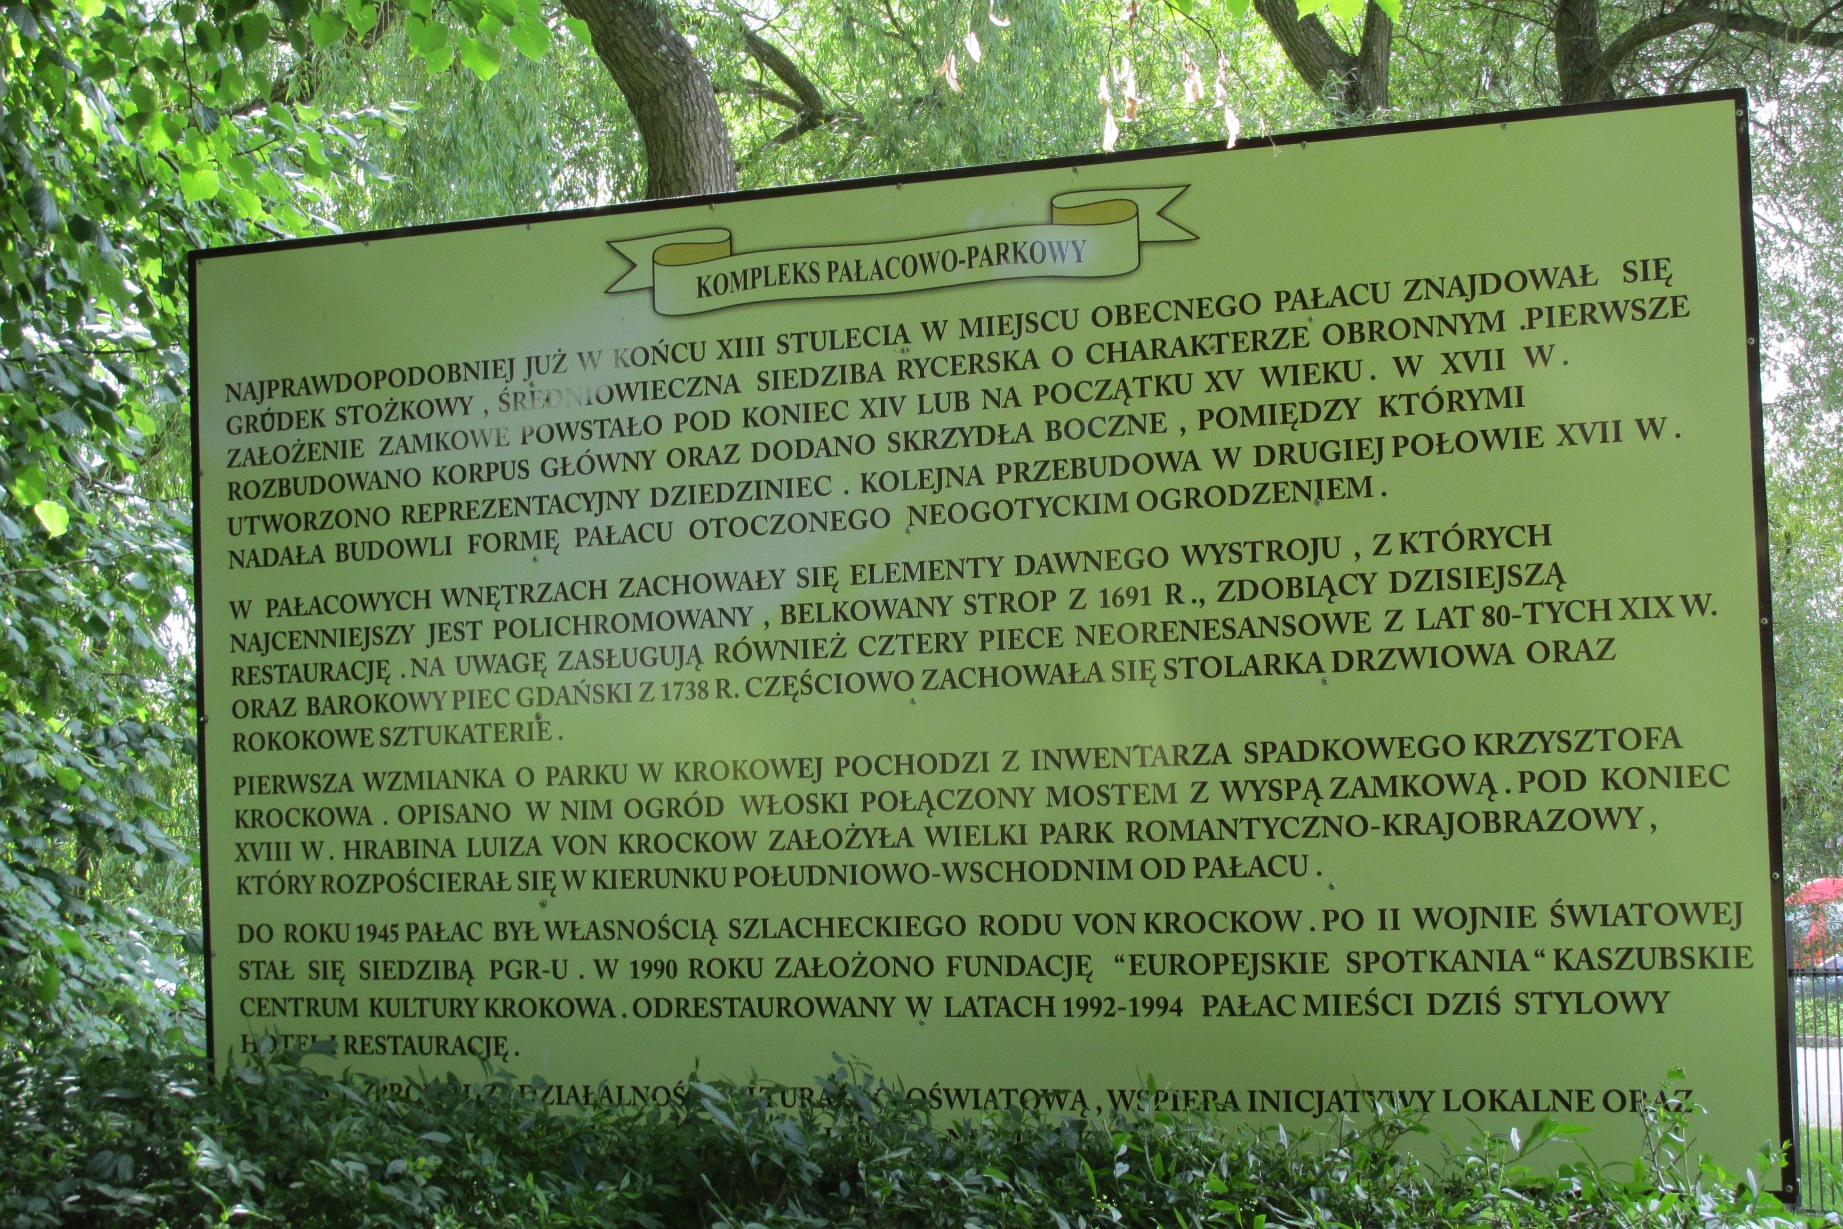 KOMPLEKS PAŁACOWO-PARKOWY
NAJPRAWDOPODOBNIEJ JUŻ W KOŃCU XIII STULECIA W MIEJSCU OBECNEGO PAŁACU ZNAJDOWAŁ SIĘ
GRÓDEK STOŻKOWY , ŚREDNIOWIECZNA SIEDZIBA RYCERSKA O CHARAKTERZE OBRONNYM .PIERWSZE
ZAŁOŻENIE ZAMKOWE POWSTAŁO POD KONIEC XIV LUB NA POCZĄTKU XV WIEKU . W XVII W .
ROZBUDOWANO KORPUS GŁÓWNY ORAZ DODANO SKRZYDŁA BOCZNE , POMIĘDZY KTÓRYMI
UTWORZONO REPREZENTACYJNY DZIEDZINIEC . KOLEJNA PRZEBUDOWA W DRUGIEJ POŁOWIE XVII W .
NADAŁA BUDOWLI FORMĘ PAŁACU OTOCZONEGO NEOGOTYCKIM OGRODZENIEM .
W PAŁACOWYCH WNĘTRZACH ZACHOWAŁY SIĘ ELEMENTY DAWNEGO WYSTROJU , Z KTÓRYCH
NAJCENNIEJSZY JEST POLICHROMOWANY , BELKOWANY STROP Z 1691 R ., ZDOBIĄCY DZISIEJSZĄ
RESTAURACJĘ . NA UWAGĘ ZASŁUGUJĄ RÓWNIEŻ CZTERY PIECE NEORENESANSOWE Z LAT 80-TYCH XIX W.
ORAZ BAROKOWY PIEC GDAŃSKI Z 1738 R. CZĘŚCIOWO ZACHOWAŁA SIĘ STOLARKA DRZWIOWA ORAZ
ROKOKOWE SZTUKATERIE .
PIERWSZA WZMIANKA O PARKU W KROKOWEJ POCHODZI Z INWENTARZA SPADKOWEGO KRZYSZTOFA
KROCKOWA . OPISANO W NIM OGRÓD WŁOSKI POŁĄCZONY MOSTEM Z WYSPĄ ZAMKOWĄ . POD KONIEC
XVIII W . HRABINA LUIZA VON KROCKOW ZAŁOŻYŁA WIELKI PARK ROMANTYCZNO-KRAJOBRAZOWY ,
KTÓRY ROZPOŚCIERAŁ SIĘ W KIERUNKU POŁUDNIOWO-WSCHODNIM OD PAŁACU .
DO ROKU 1945 PAŁAC BYŁ WŁASNOŚCIĄ SZLACHECKIEGO RODU VON KROCKOW . PO II WOJNIE ŚWIATOWEJ
STAŁ SIĘ SIEDZIBĄ PGR-U . W 1990 ROKU ZAŁOŻONO FUNDACJĘ “EUROPEJSKIE SPOTKANIA“ KASZUBSKIE
CENTRUM KULTURY KROKOWA . ODRESTAUROWANY W LATACH 1992-1994 PAŁAC MIEŚCI DZIŚ STYLOWY
HOTEL I RESTAURACJĘ .
OŚWIATOWĄ , WSPIERA INICJATYWY LOKALNE ORAZ